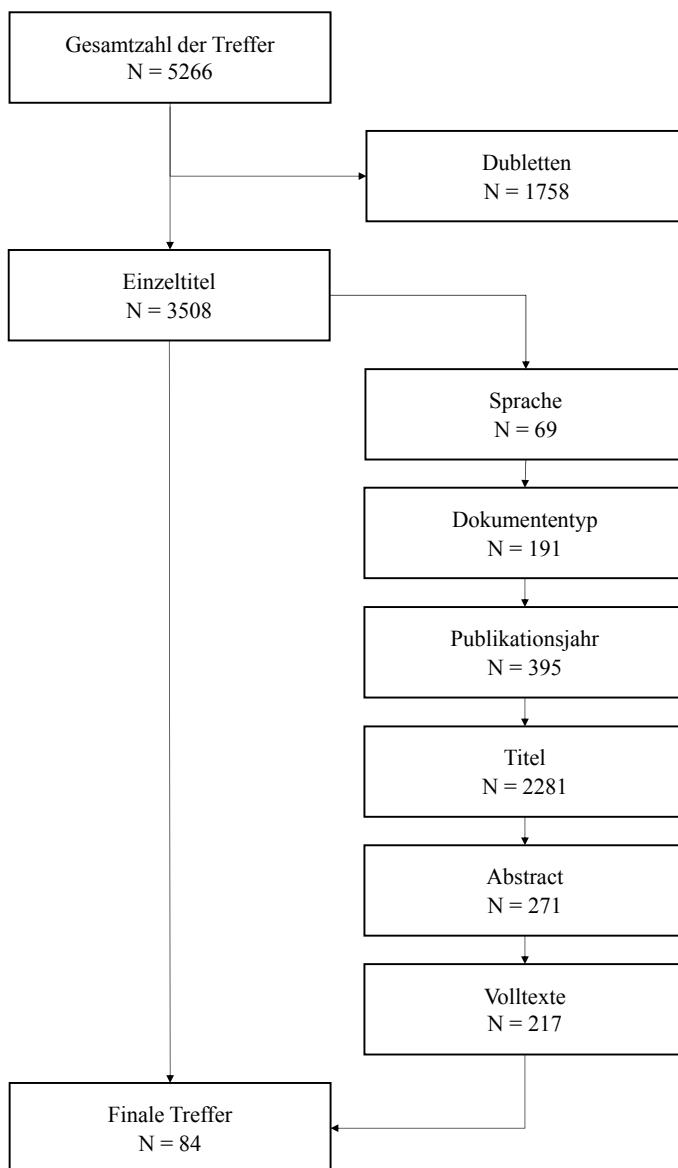 Gesamtzahl der Treffer
N = 5266
Dubletten
N = 1758
Einzeltitel
N = 3508
Sprache
N = 69
Dokumententyp
N = 191
Publikationsjahr
N = 395
Titel
N = 2281
Abstract
N = 271
Volltexte
N = 217
Finale Treffer
N = 84